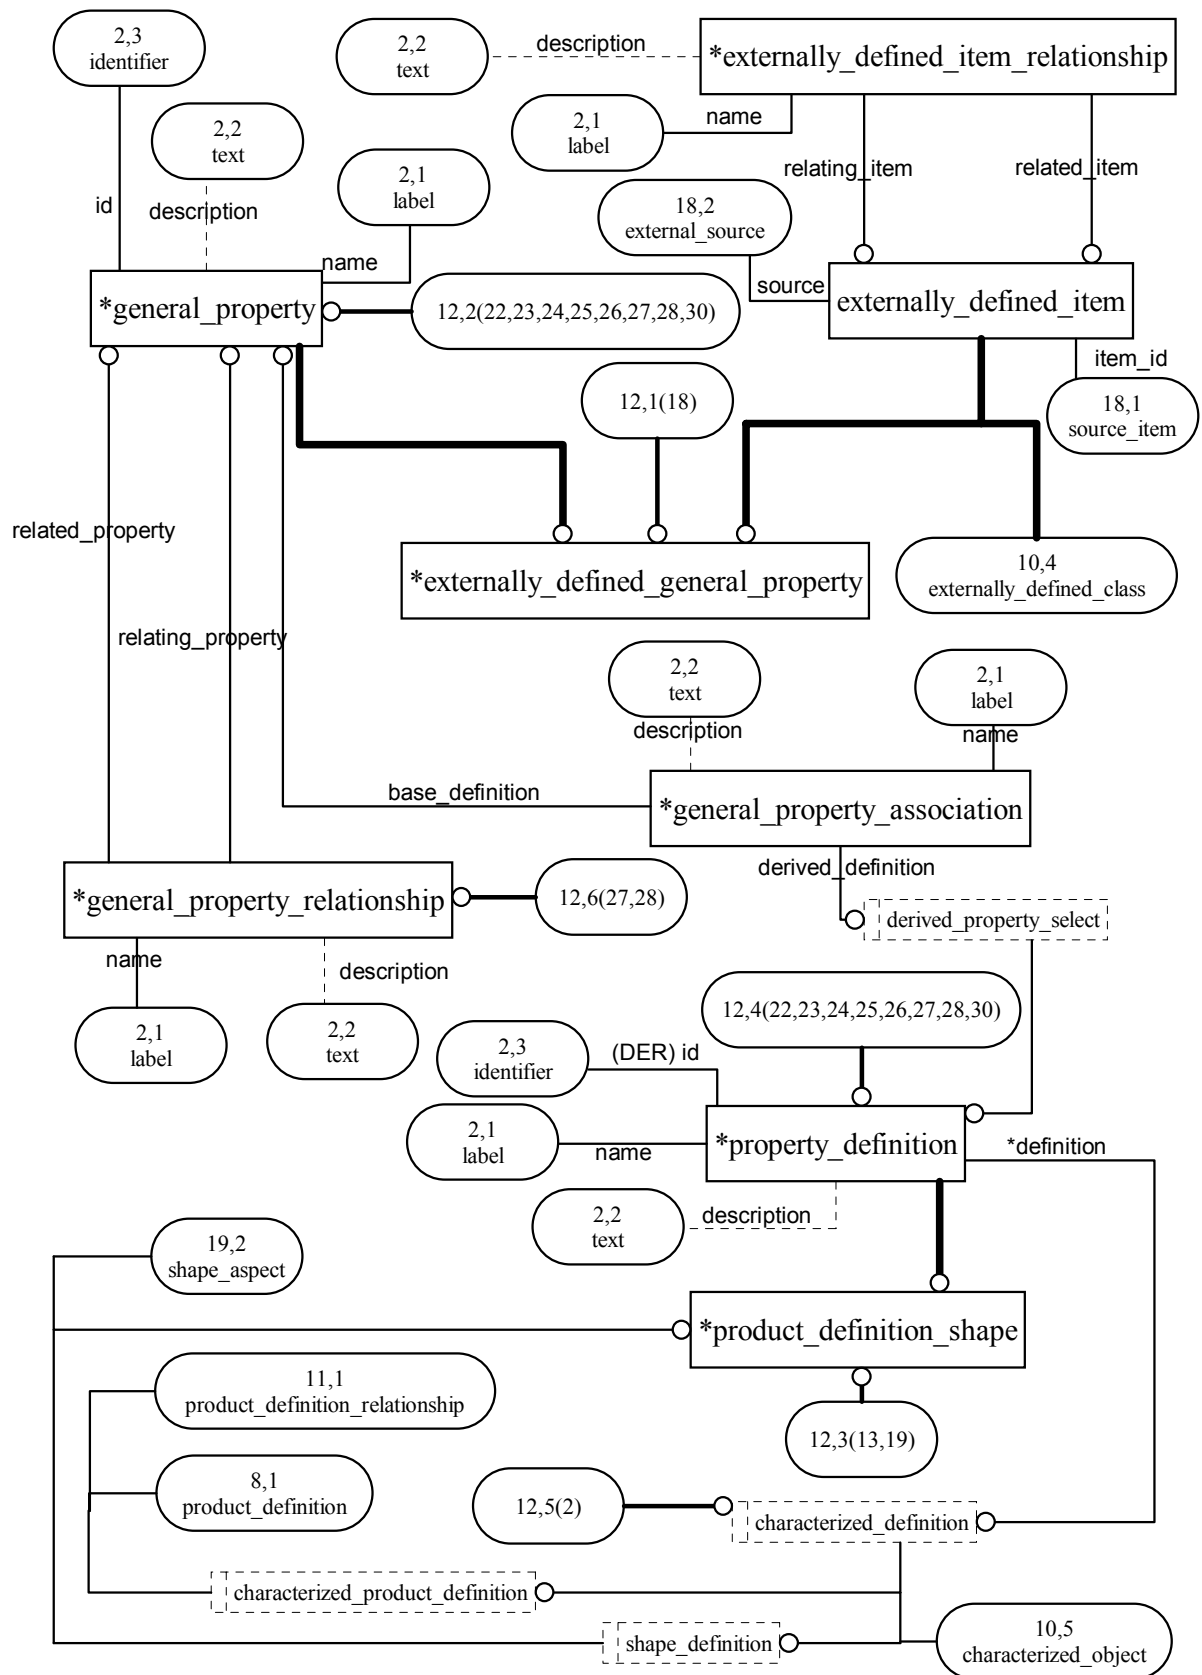 2,3
identifier
2,2
text
description
*externally_defined_item_relationship
2,2
text
2,1
label
name
2,1
label
relating_item
related_item
id
description
18,2
external_source
name
source
*general_property
12,2(22,23,24,25,26,27,28,30)
externally_defined_item
item_id
12,1(18)
18,1
source_item
related_property
10,4
externally_defined_class
*externally_defined_general_property
relating_property
2,2
text
2,1
label
description
name
base_definition
*general_property_association
derived_definition
*general_property_relationship
12,6(27,28)
derived_property_select
name
description
12,4(22,23,24,25,26,27,28,30)
2,1
label
2,2
text
2,3
identifier
(DER) id
2,1
label
name
*property_definition
*definition
2,2
text
description
19,2
shape_aspect
*product_definition_shape
11,1
product_definition_relationship
12,3(13,19)
8,1
product_definition
12,5(2)
characterized_definition
characterized_product_definition
shape_definition
10,5
characterized_object